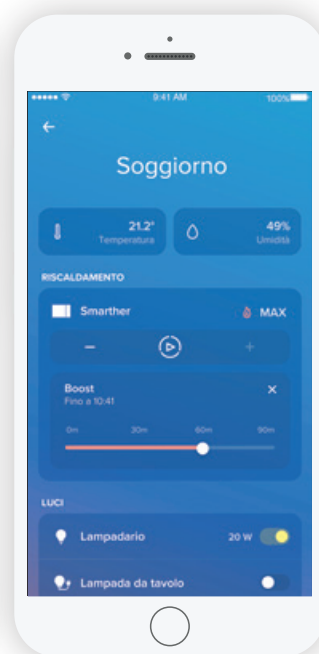 9:41 AM 100%
Soggiorno
21.2°
Temperatura
49%
Umidità
RISCALDAMENTO
Smarther MAX
Boost
Fino a 10:41
0m 30m 60m 90m
LUCI
Lampadario 20 W
Lampada da tavolo